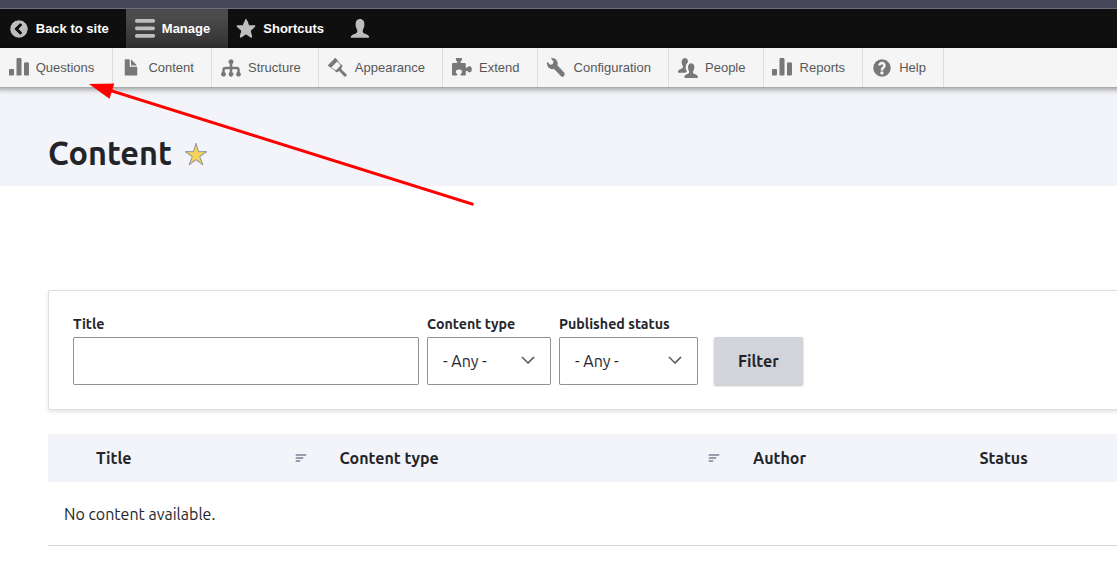 Back to site Manage Shortcuts
Questions Content Structure Appearance Extend Configuration People Reports Help
Content
Title Content type Published status
- Any - - Any - Filter
Title Content type Author Status
No content available.